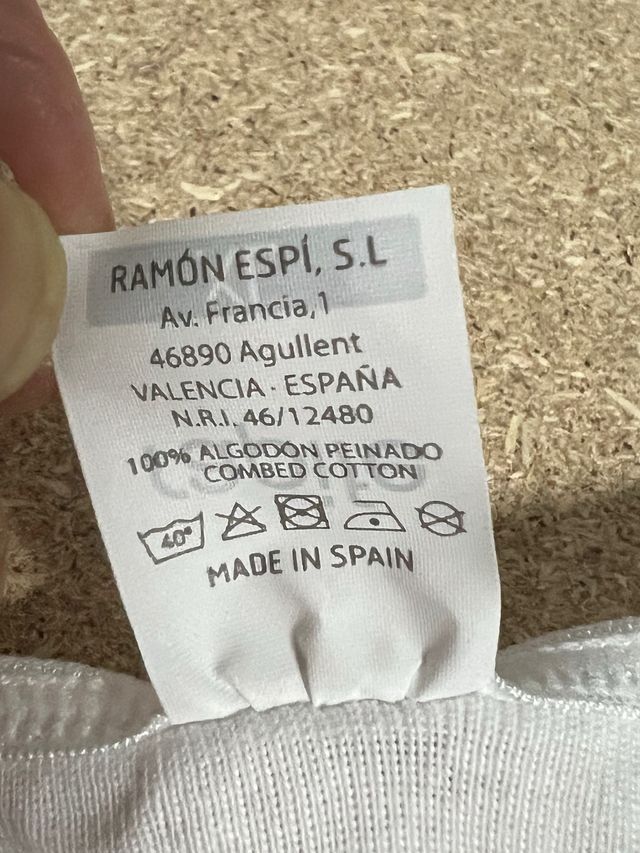 RAMÓN ESPÍ, S.L
Av. Francia,1
46890 Agullent
VALENCIA · ESPAÑA
N.R.I. 46/12480
100% ALGODÓN PEINADO
COMBED COTTON
40°
MADE IN SPAIN